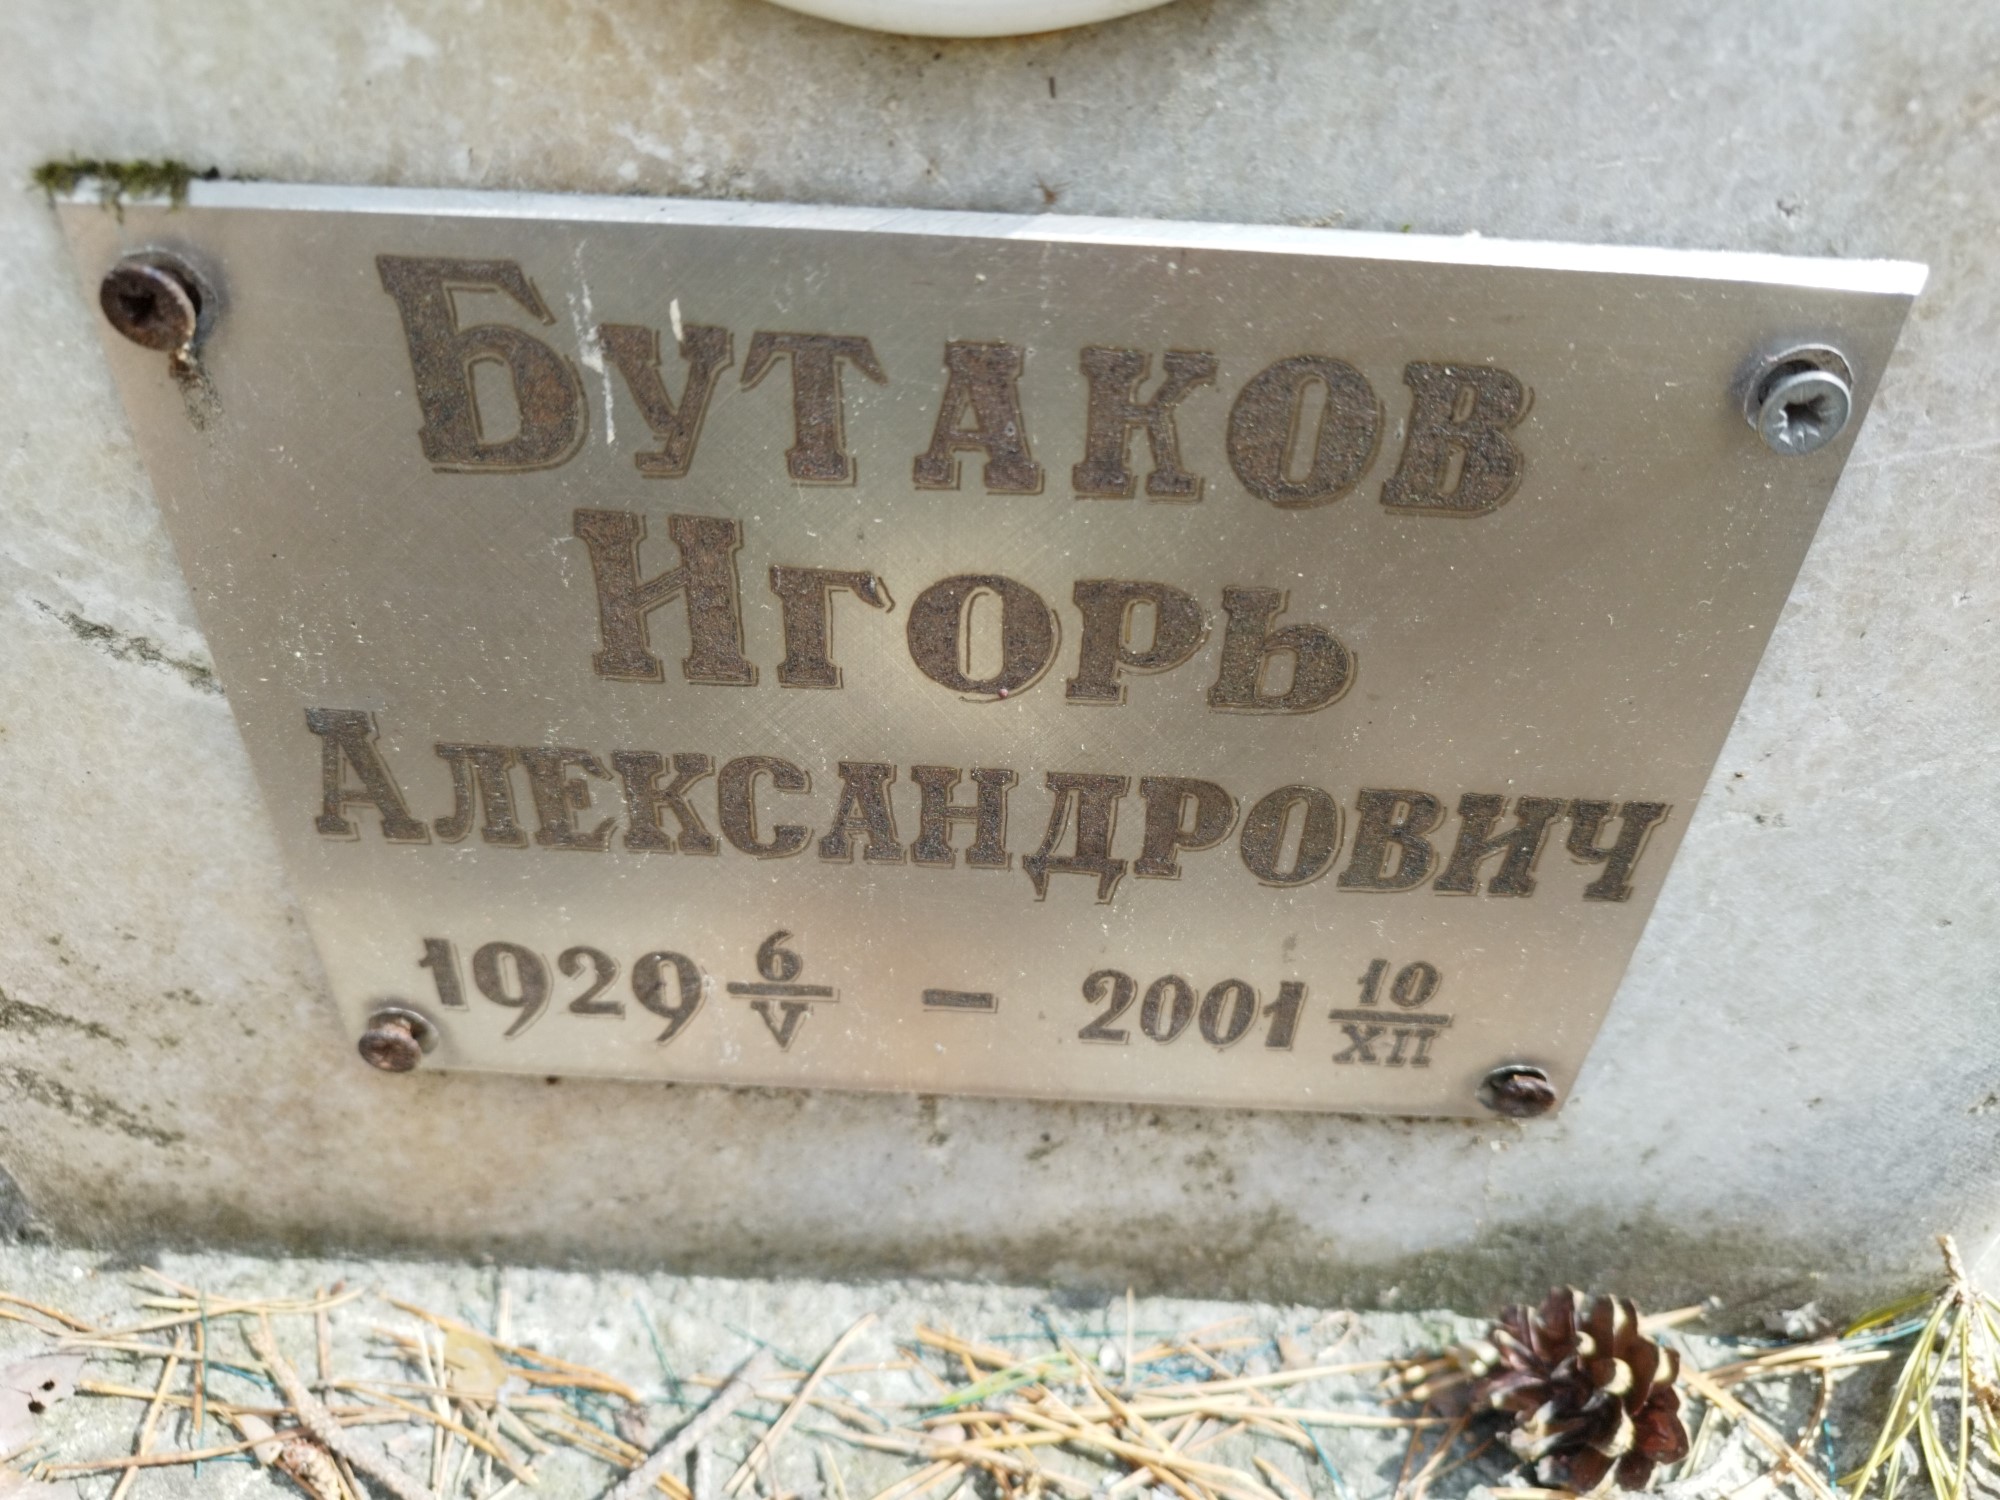 Бутаков
Игорь
Александрович
1929 6/V – 2001 10/XII